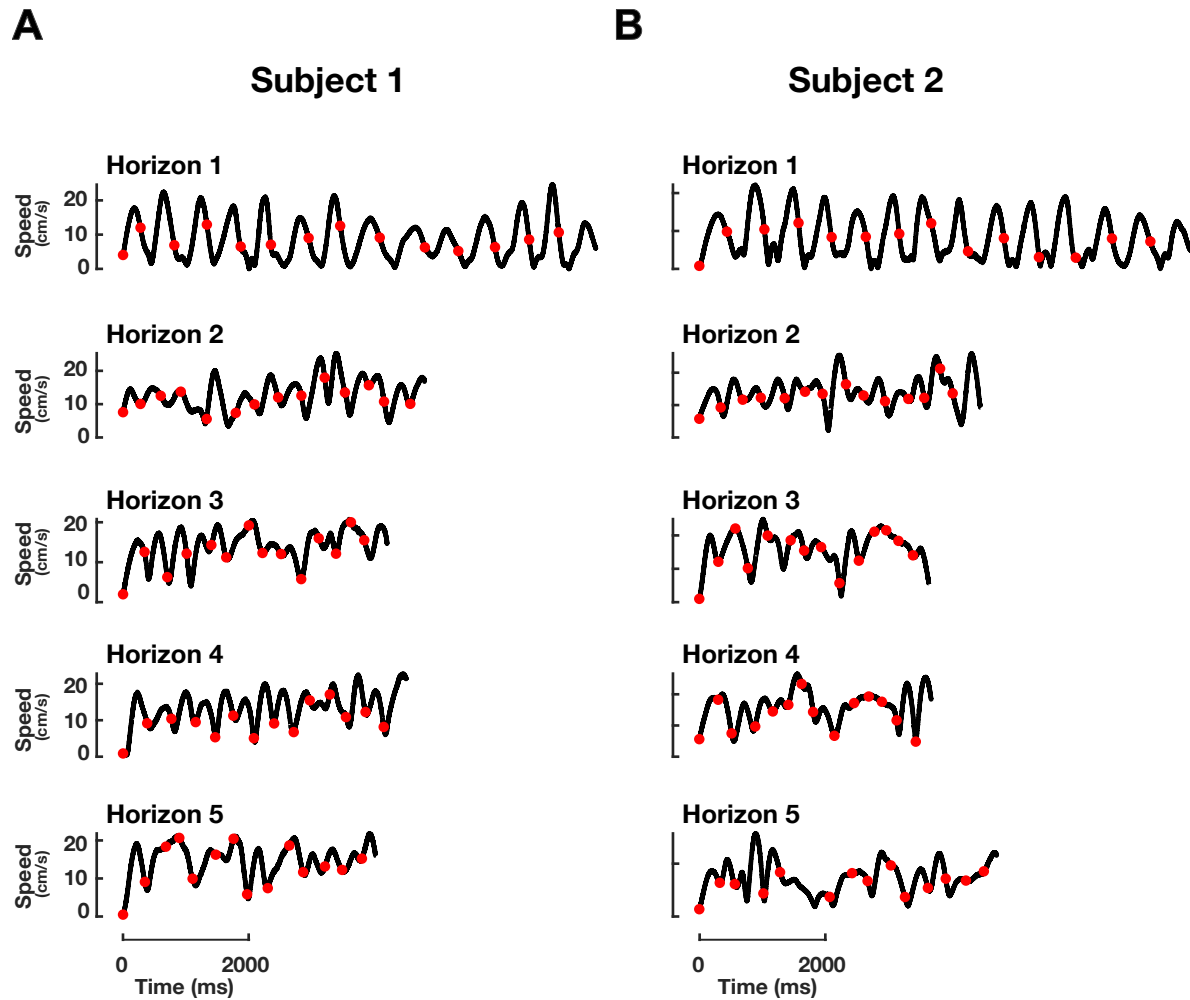 A
B
Subject 1
Subject 2
Horizon 1
Horizon 1
Speed
(cm/s)
20
10
0
Horizon 2
Horizon 2
Speed
(cm/s)
20
10
0
Horizon 3
Horizon 3
Speed
(cm/s)
20
10
0
Horizon 4
Horizon 4
Speed
(cm/s)
20
10
0
Horizon 5
Horizon 5
Speed
(cm/s)
20
10
0
0 2000
0 2000
Time (ms)
Time (ms)